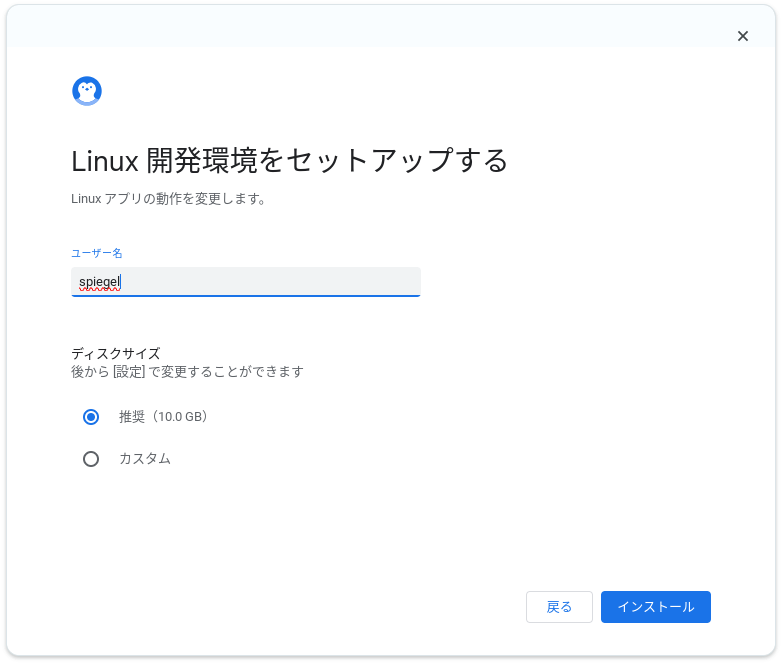 Linux 開発環境をセットアップする
Linux アプリの動作を変更します。
ユーザー名
spiegel
ディスクサイズ
後から [設定] で変更することができます
推奨（10.0 GB）
カスタム
戻る
インストール